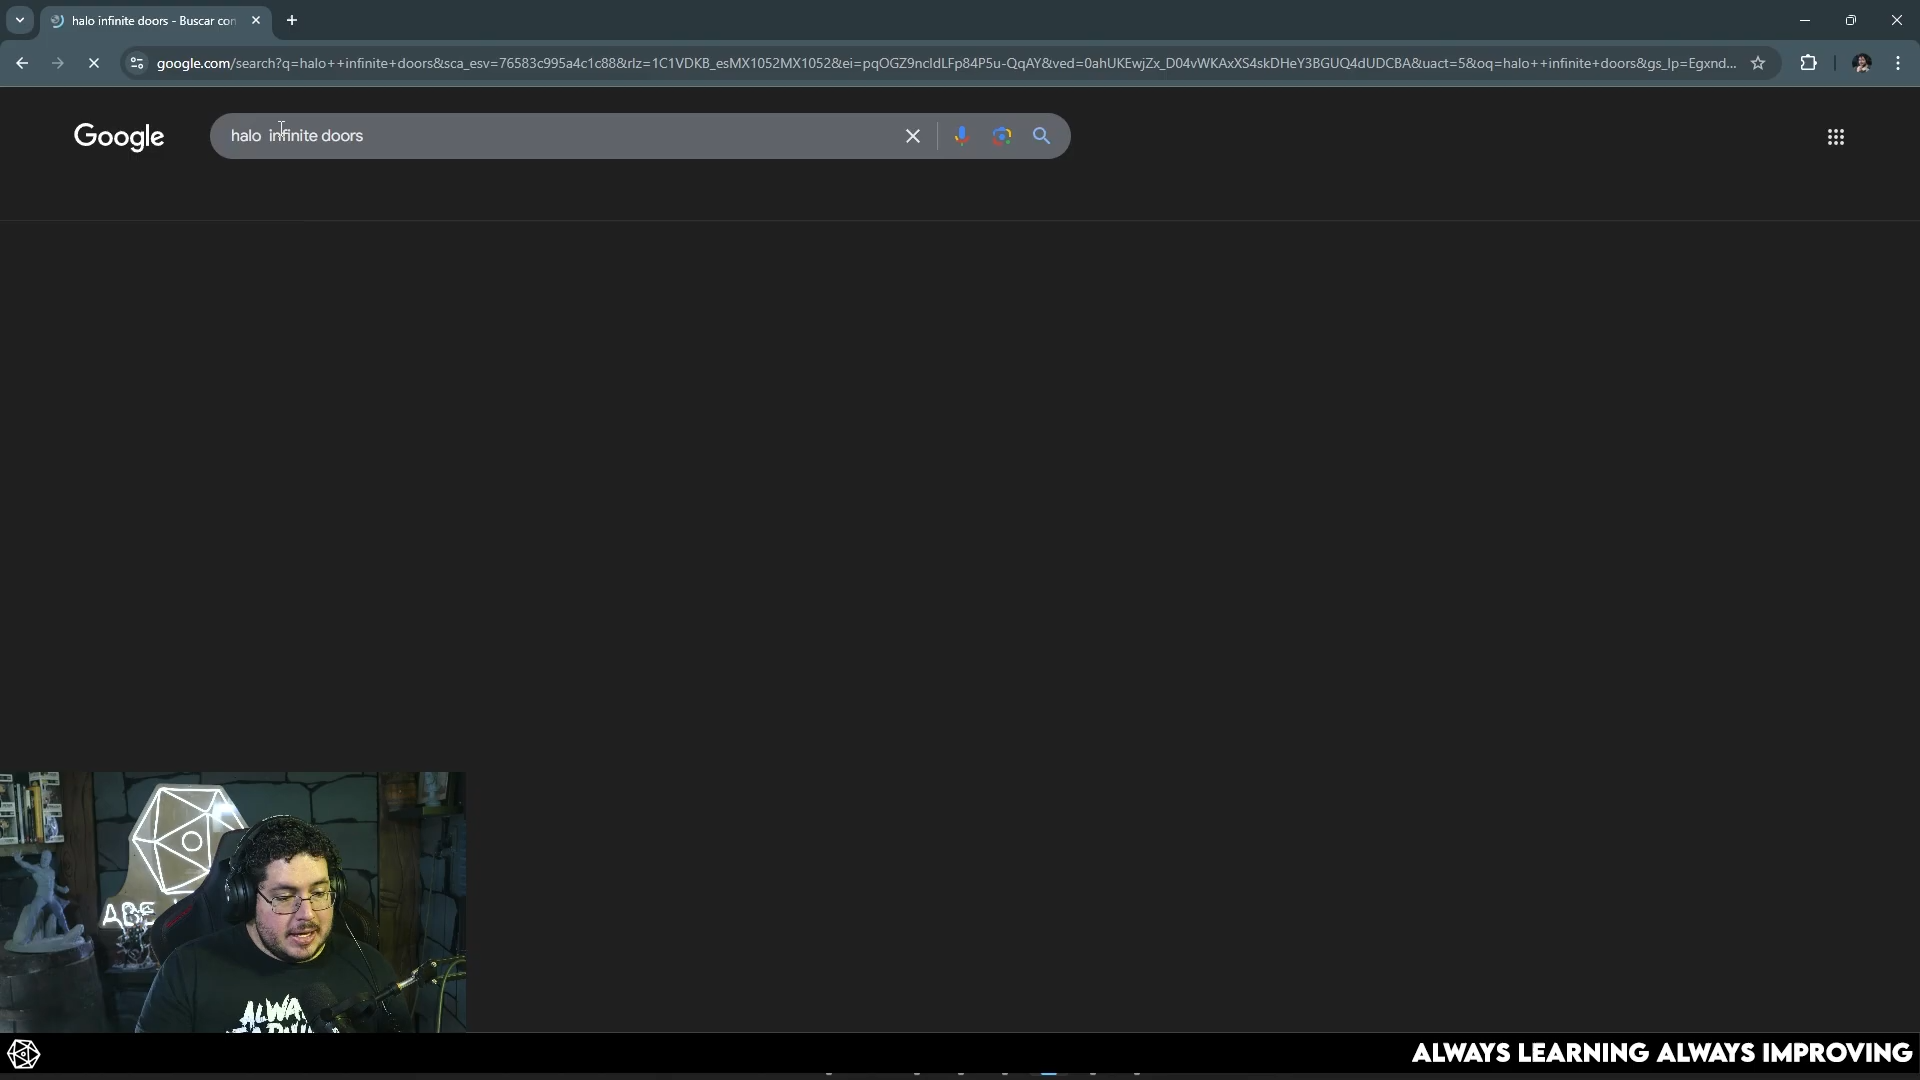 halo infinite doors - Buscar con
google.com/search?q=halo++infinite+doors&sca_esv=76583c995a4c1c88&rlz=1C1VDKB_esMX1052MX1052&ei=pqOGZ9ncIdLFp84P5u-QqAY&ved=0ahUKEwjZx_D04vWKAxXS4skDHeY3BGUQ4dUDCBA&uact=5&oq=halo++infinite+doors&gs_lp=Egxnd...
Google
halo  infinite doors
ALWA
ALWAYS LEARNING ALWAYS IMPROVING